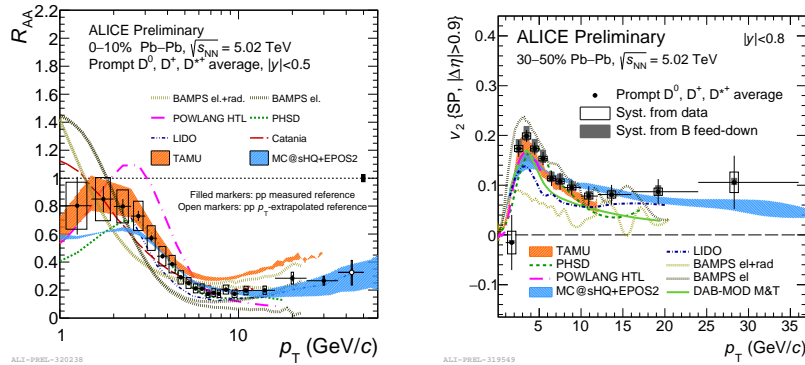 R_AA
2.2
2
1.8
1.6
1.4
1.2
1
0.8
0.6
0.4
0.2
0
ALICE Preliminary
0–10% Pb–Pb, √s_NN = 5.02 TeV
Prompt D⁰, D⁺, D*⁺ average, |y|<0.5
BAMPS el.+rad.
BAMPS el.
POWLANG HTL
PHSD
LIDO
Catania
TAMU
MC@sHQ+EPOS2
Filled markers: pp measured reference
Open markers: pp p_T-extrapolated reference
1
10
p_T (GeV/c)
ALI-PREL-320238
v₂ {SP, |Δη|>0.9}
0.4
0.3
0.2
0.1
0
−0.1
ALICE Preliminary
|y|<0.8
30–50% Pb–Pb, √s_NN = 5.02 TeV
Prompt D⁰, D⁺, D*⁺ average
Syst. from data
Syst. from B feed-down
TAMU
LIDO
PHSD
BAMPS el+rad
POWLANG HTL
BAMPS el
MC@sHQ+EPOS2
DAB-MOD M&T
5
10
15
20
25
30
35
p_T (GeV/c)
ALI-PREL-319549